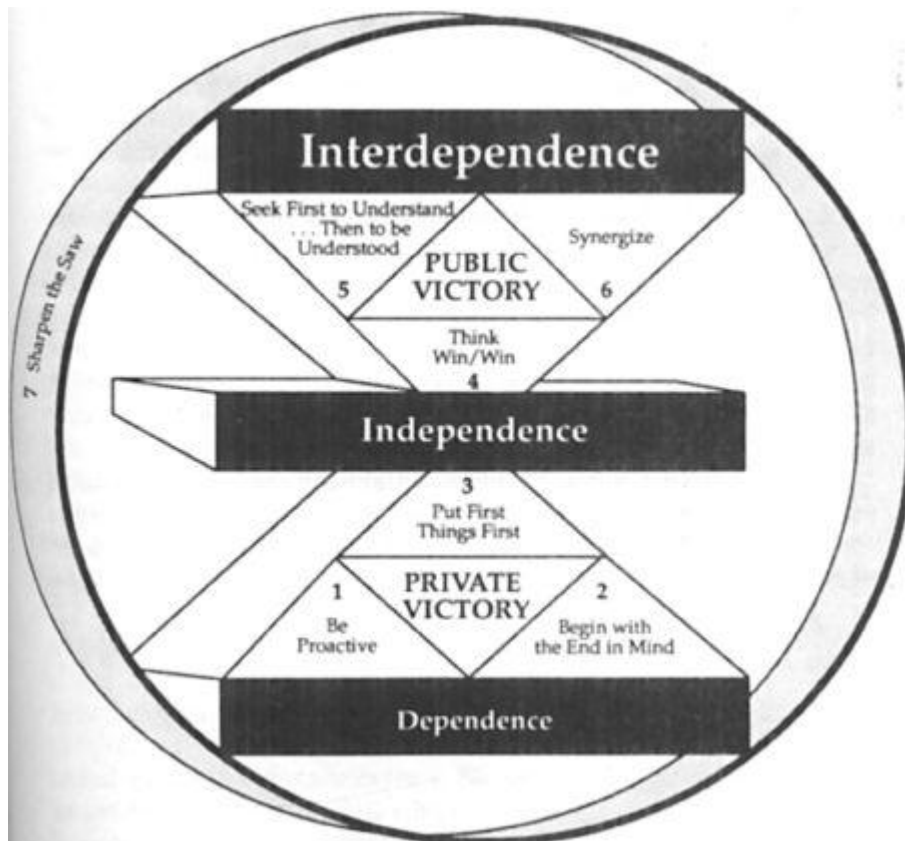 Interdependence
Seek First to Understand
. . . Then to be
Understood
5
PUBLIC
VICTORY
Synergize
6
Think
Win/Win
4
7 Sharpen the Saw
Independence
3
Put First
Things First
1
Be
Proactive
PRIVATE
VICTORY
2
Begin with
the End in Mind
Dependence